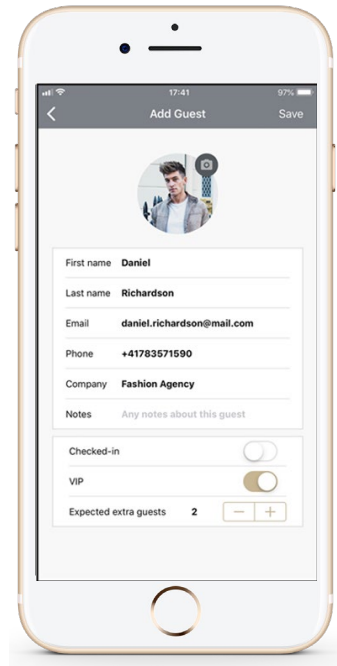 17:41
97%
Add Guest
Save
First name Daniel
Last name Richardson
Email daniel.richardson@mail.com
Phone +41783571590
Company Fashion Agency
Notes Any notes about this guest
Checked-in
VIP
Expected extra guests 2 − +